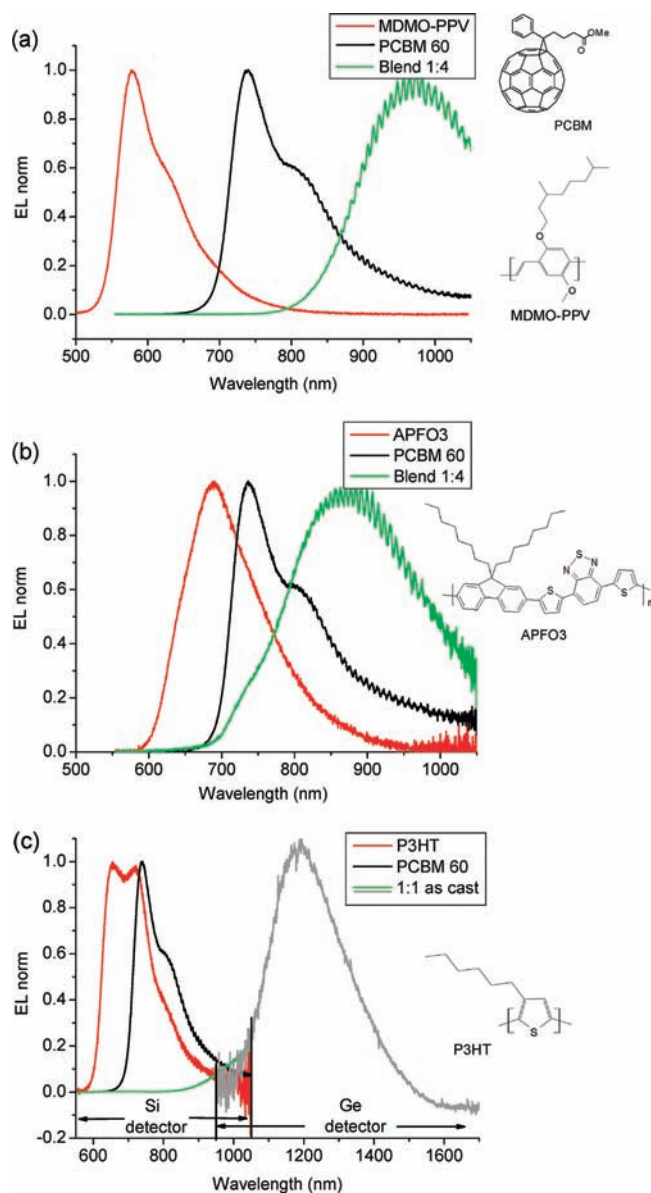 (a)
MDMO-PPV
PCBM 60
Blend 1:4
EL norm
1.0
0.8
0.6
0.4
0.2
0.0
500 600 700 800 900 1000
Wavelength (nm)
OMe
O
PCBM
O
O
MDMO-PPV
(b)
APFO3
PCBM 60
Blend 1:4
EL norm
1.0
0.8
0.6
0.4
0.2
0.0
500 600 700 800 900 1000
Wavelength (nm)
S
N N
S S
n
APFO3
(c)
P3HT
PCBM 60
1:1 as cast
EL norm
1.0
0.8
0.6
0.4
0.2
0.0
-0.2
Si
detector
Ge
detector
600 800 1000 1200 1400 1600
Wavelength (nm)
S
P3HT